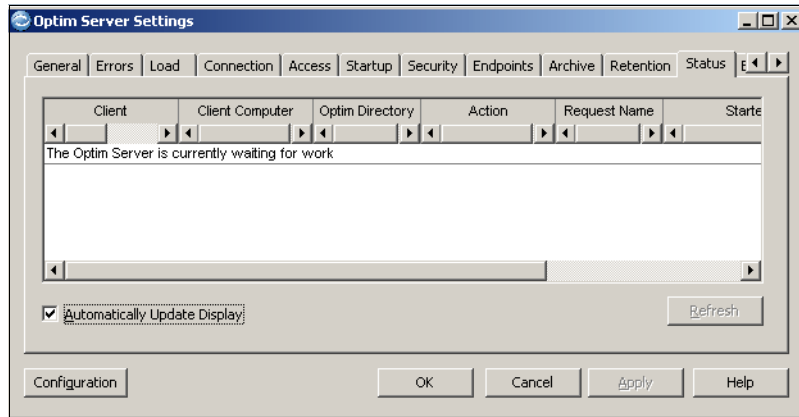 Optim Server Settings
General Errors Load Connection Access Startup Security Endpoints Archive Retention Status
Client Client Computer Optim Directory Action Request Name Starte
The Optim Server is currently waiting for work
Automatically Update Display Refresh
Configuration OK Cancel Apply Help